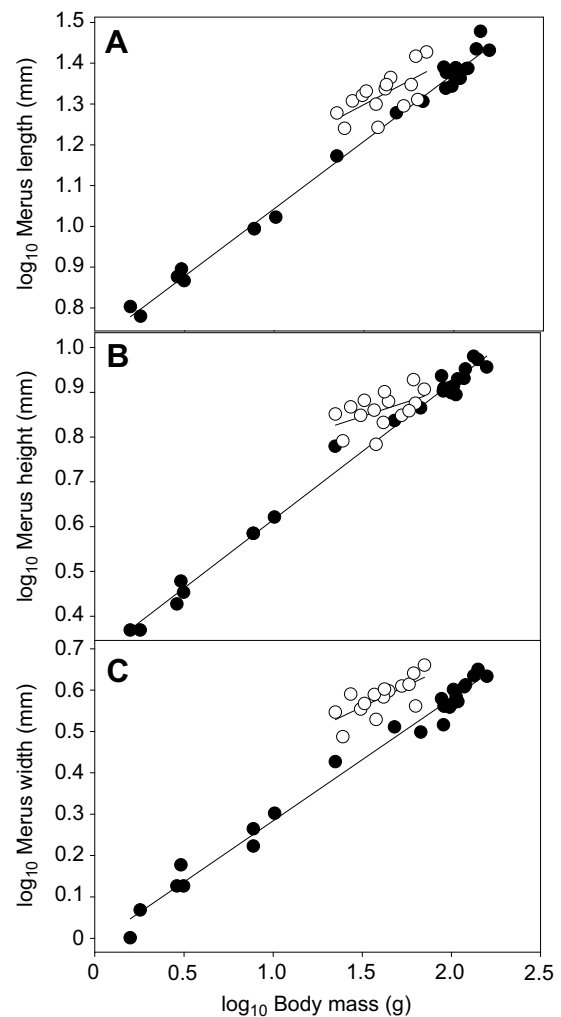 A
1.5
1.4
1.3
1.2
1.1
1.0
0.9
0.8
log10 Merus length (mm)
B
1.0
0.9
0.8
0.7
0.6
0.5
0.4
log10 Merus height (mm)
C
0.7
0.6
0.5
0.4
0.3
0.2
0.1
0
log10 Merus width (mm)
0 0.5 1.0 1.5 2.0 2.5
log10 Body mass (g)